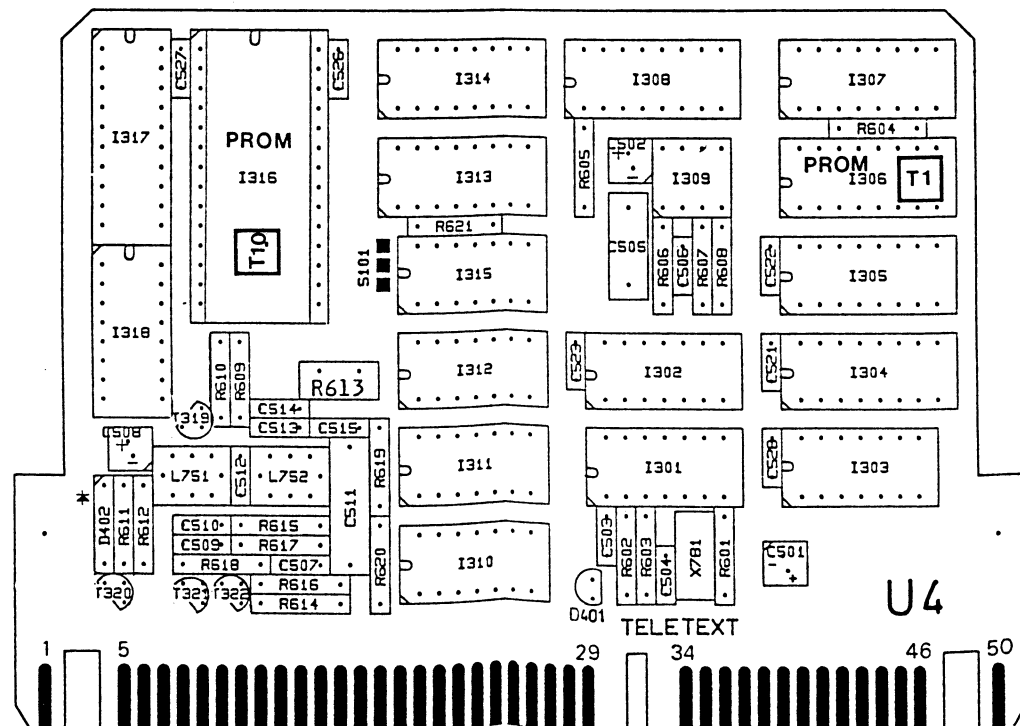 C527
C526
I314
I308
I307
I317
PROM
I316
R604
C502
R605
I313
I309
PROM
I306
T1
R621
C505
T10
S101
I315
R606
C506
R607
R608
C522
I305
I318
R610
R609
R613
I312
C523
I302
C521
I304
T319
C514
C513
C515
C508
+
-
L751
C512
L752
C511
R619
I311
I301
C520
I303
*
D402
R611
R612
C510
R615
C509
R617
R618
C507
R620
I310
C503
R602
R603
C504
X781
R601
C501
-
+
T320
T321
T322
R616
R614
D401
U4
TELETEXT
1
5
29
34
46
50